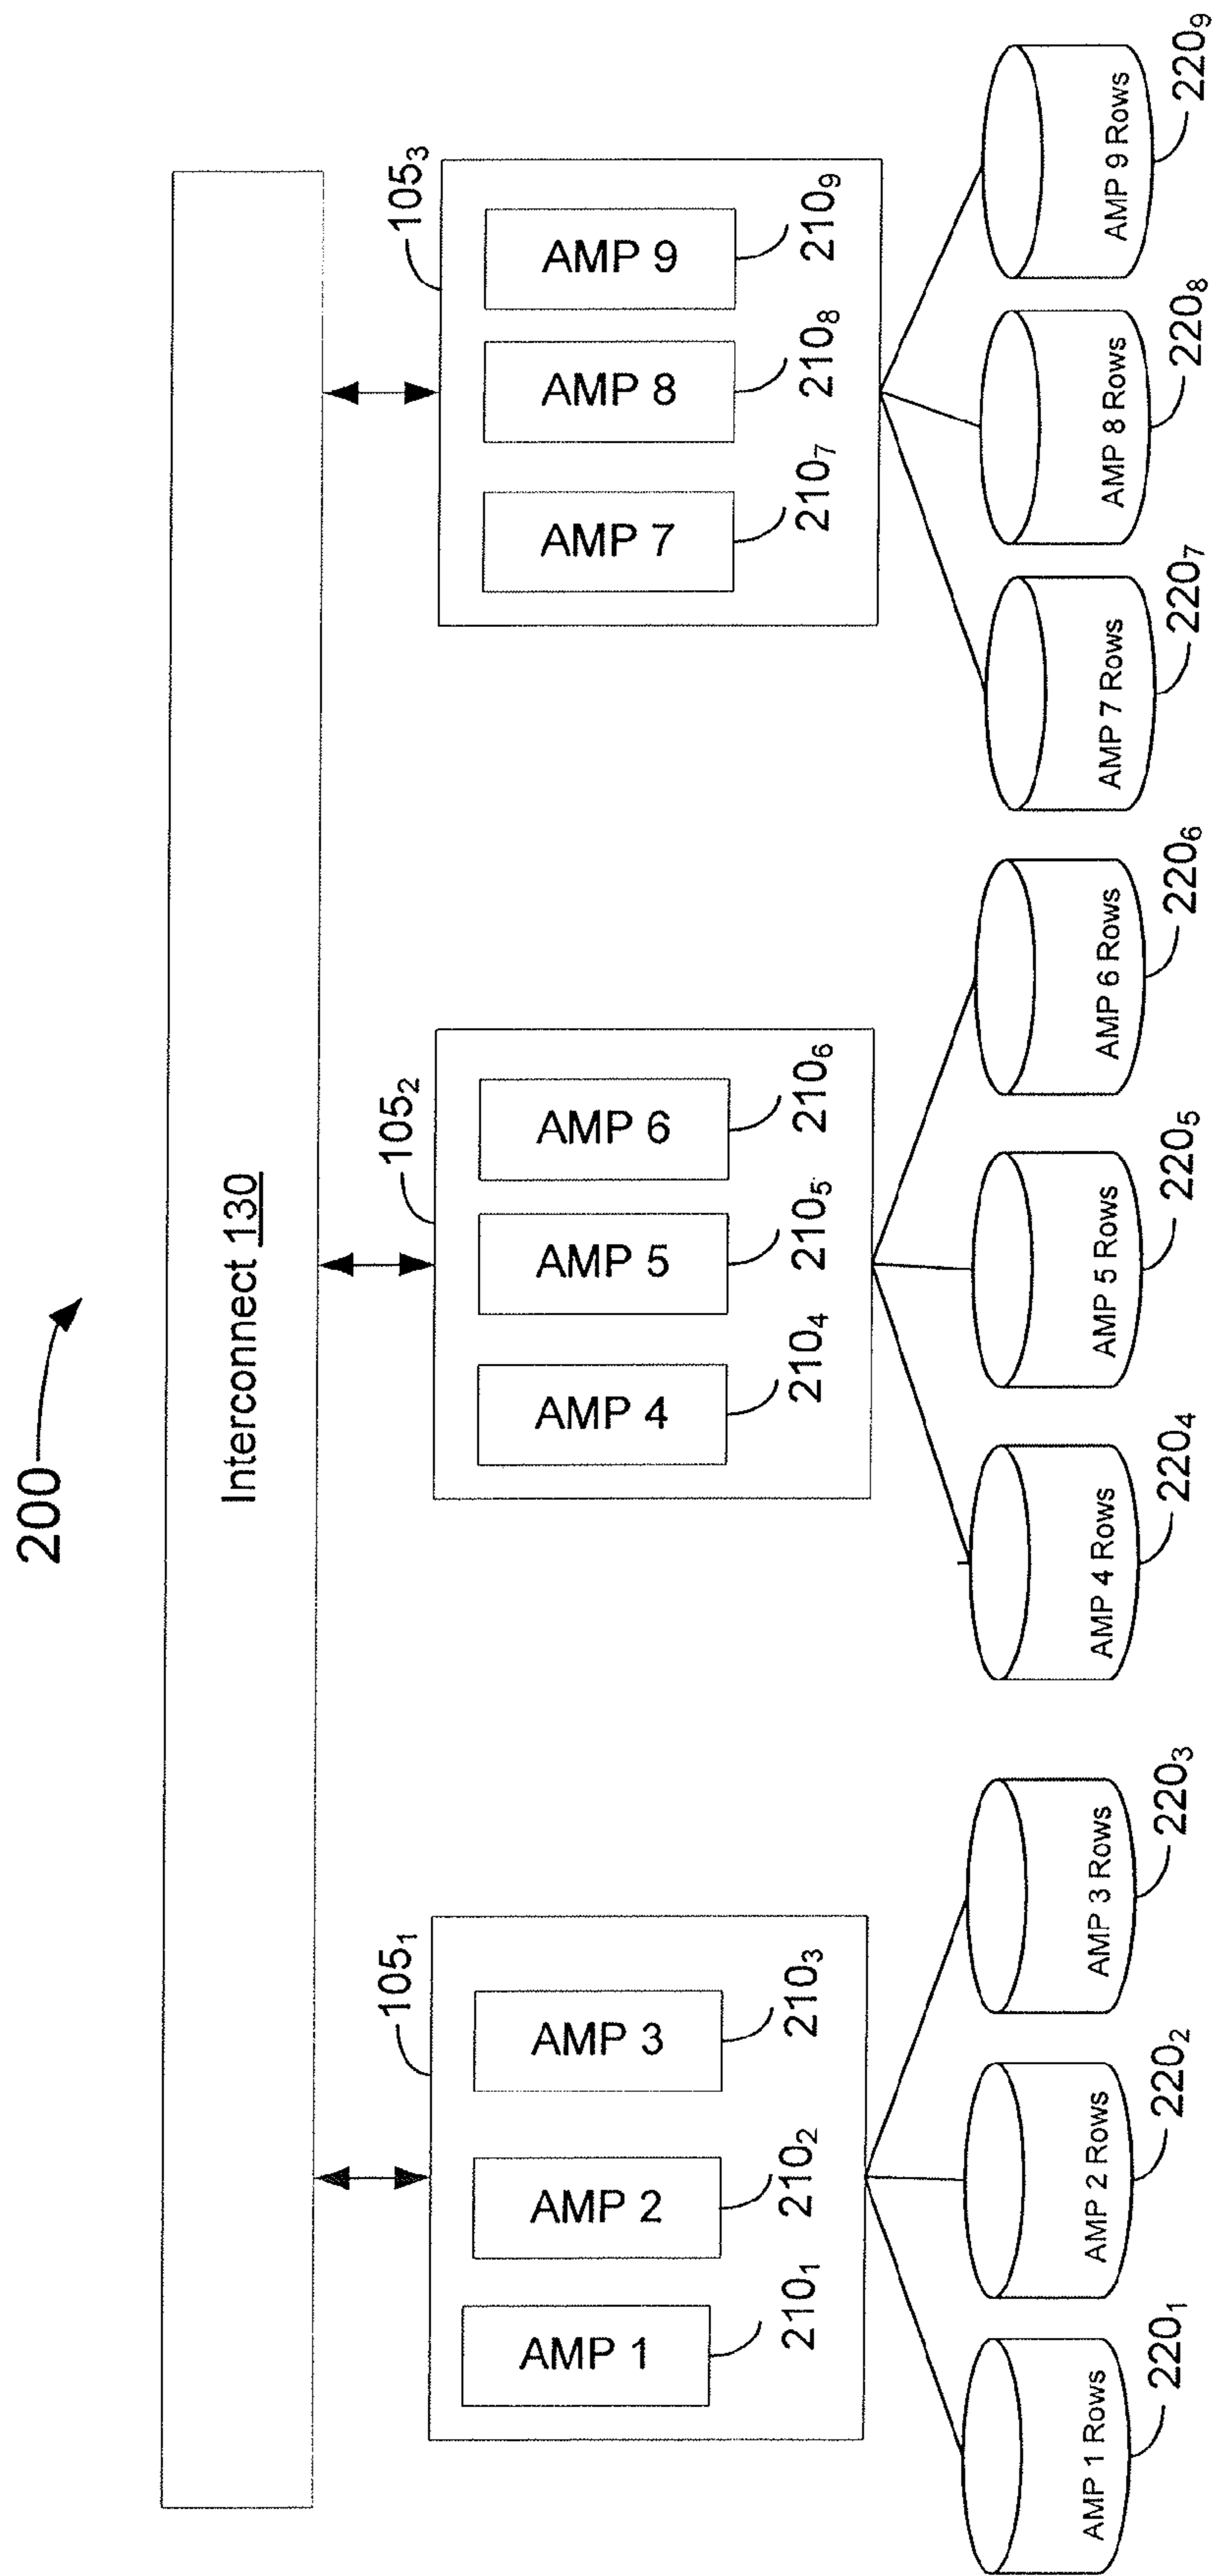 200
Interconnect 130
105₁
105₂
105₃
AMP 1
AMP 2
AMP 3
AMP 4
AMP 5
AMP 6
AMP 7
AMP 8
AMP 9
210₁
210₂
210₃
210₄
210₅
210₆
210₇
210₈
210₉
AMP 1 Rows
AMP 2 Rows
AMP 3 Rows
AMP 4 Rows
AMP 5 Rows
AMP 6 Rows
AMP 7 Rows
AMP 8 Rows
AMP 9 Rows
220₁
220₂
220₃
220₄
220₅
220₆
220₇
220₈
220₉